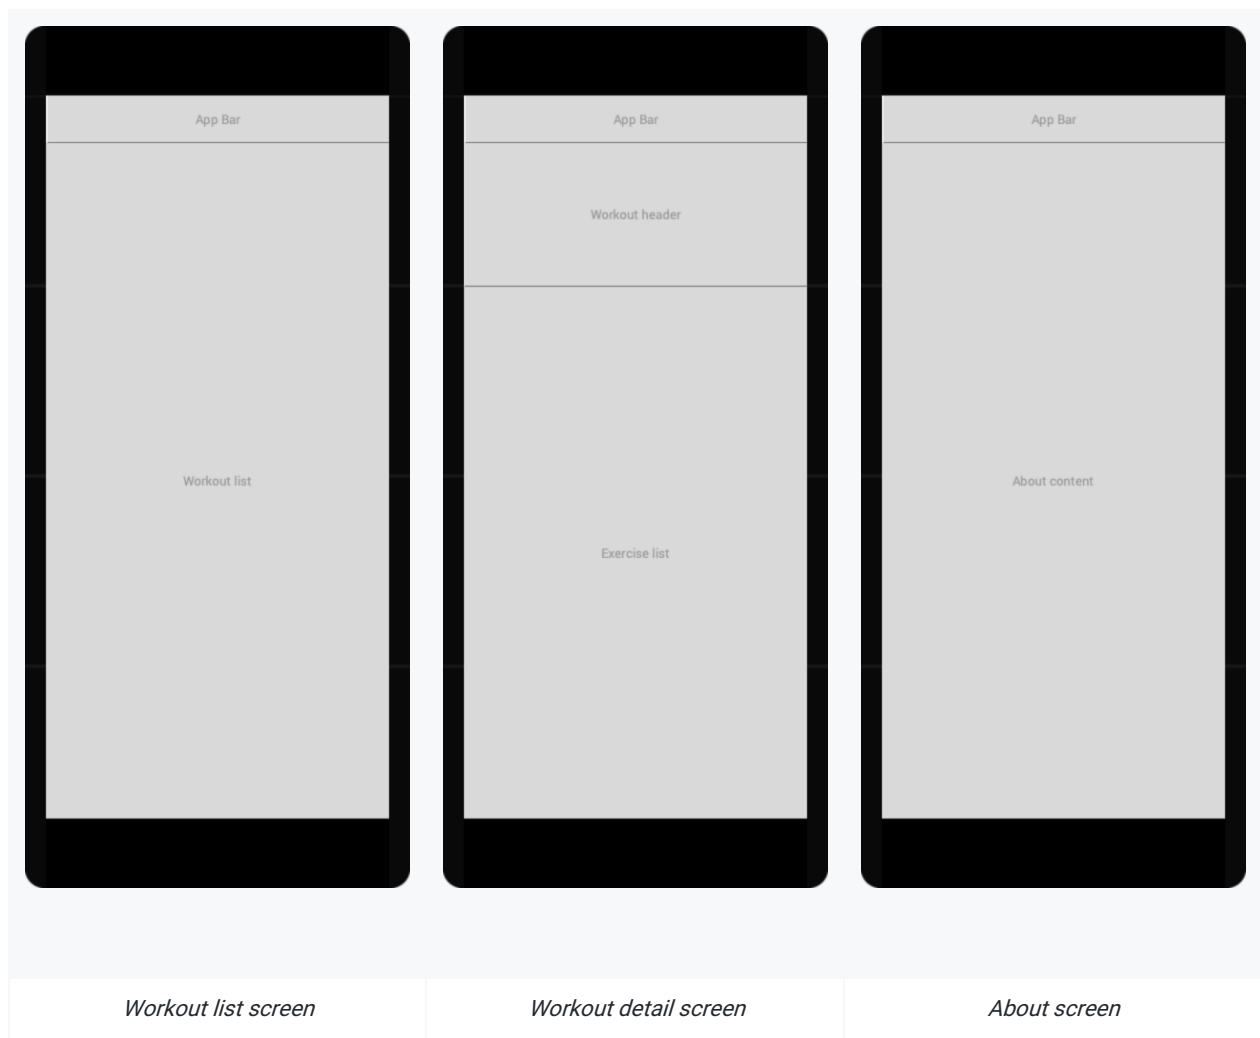 App Bar
Workout list
App Bar
Workout header
Exercise list
App Bar
About content
Workout list screen
Workout detail screen
About screen